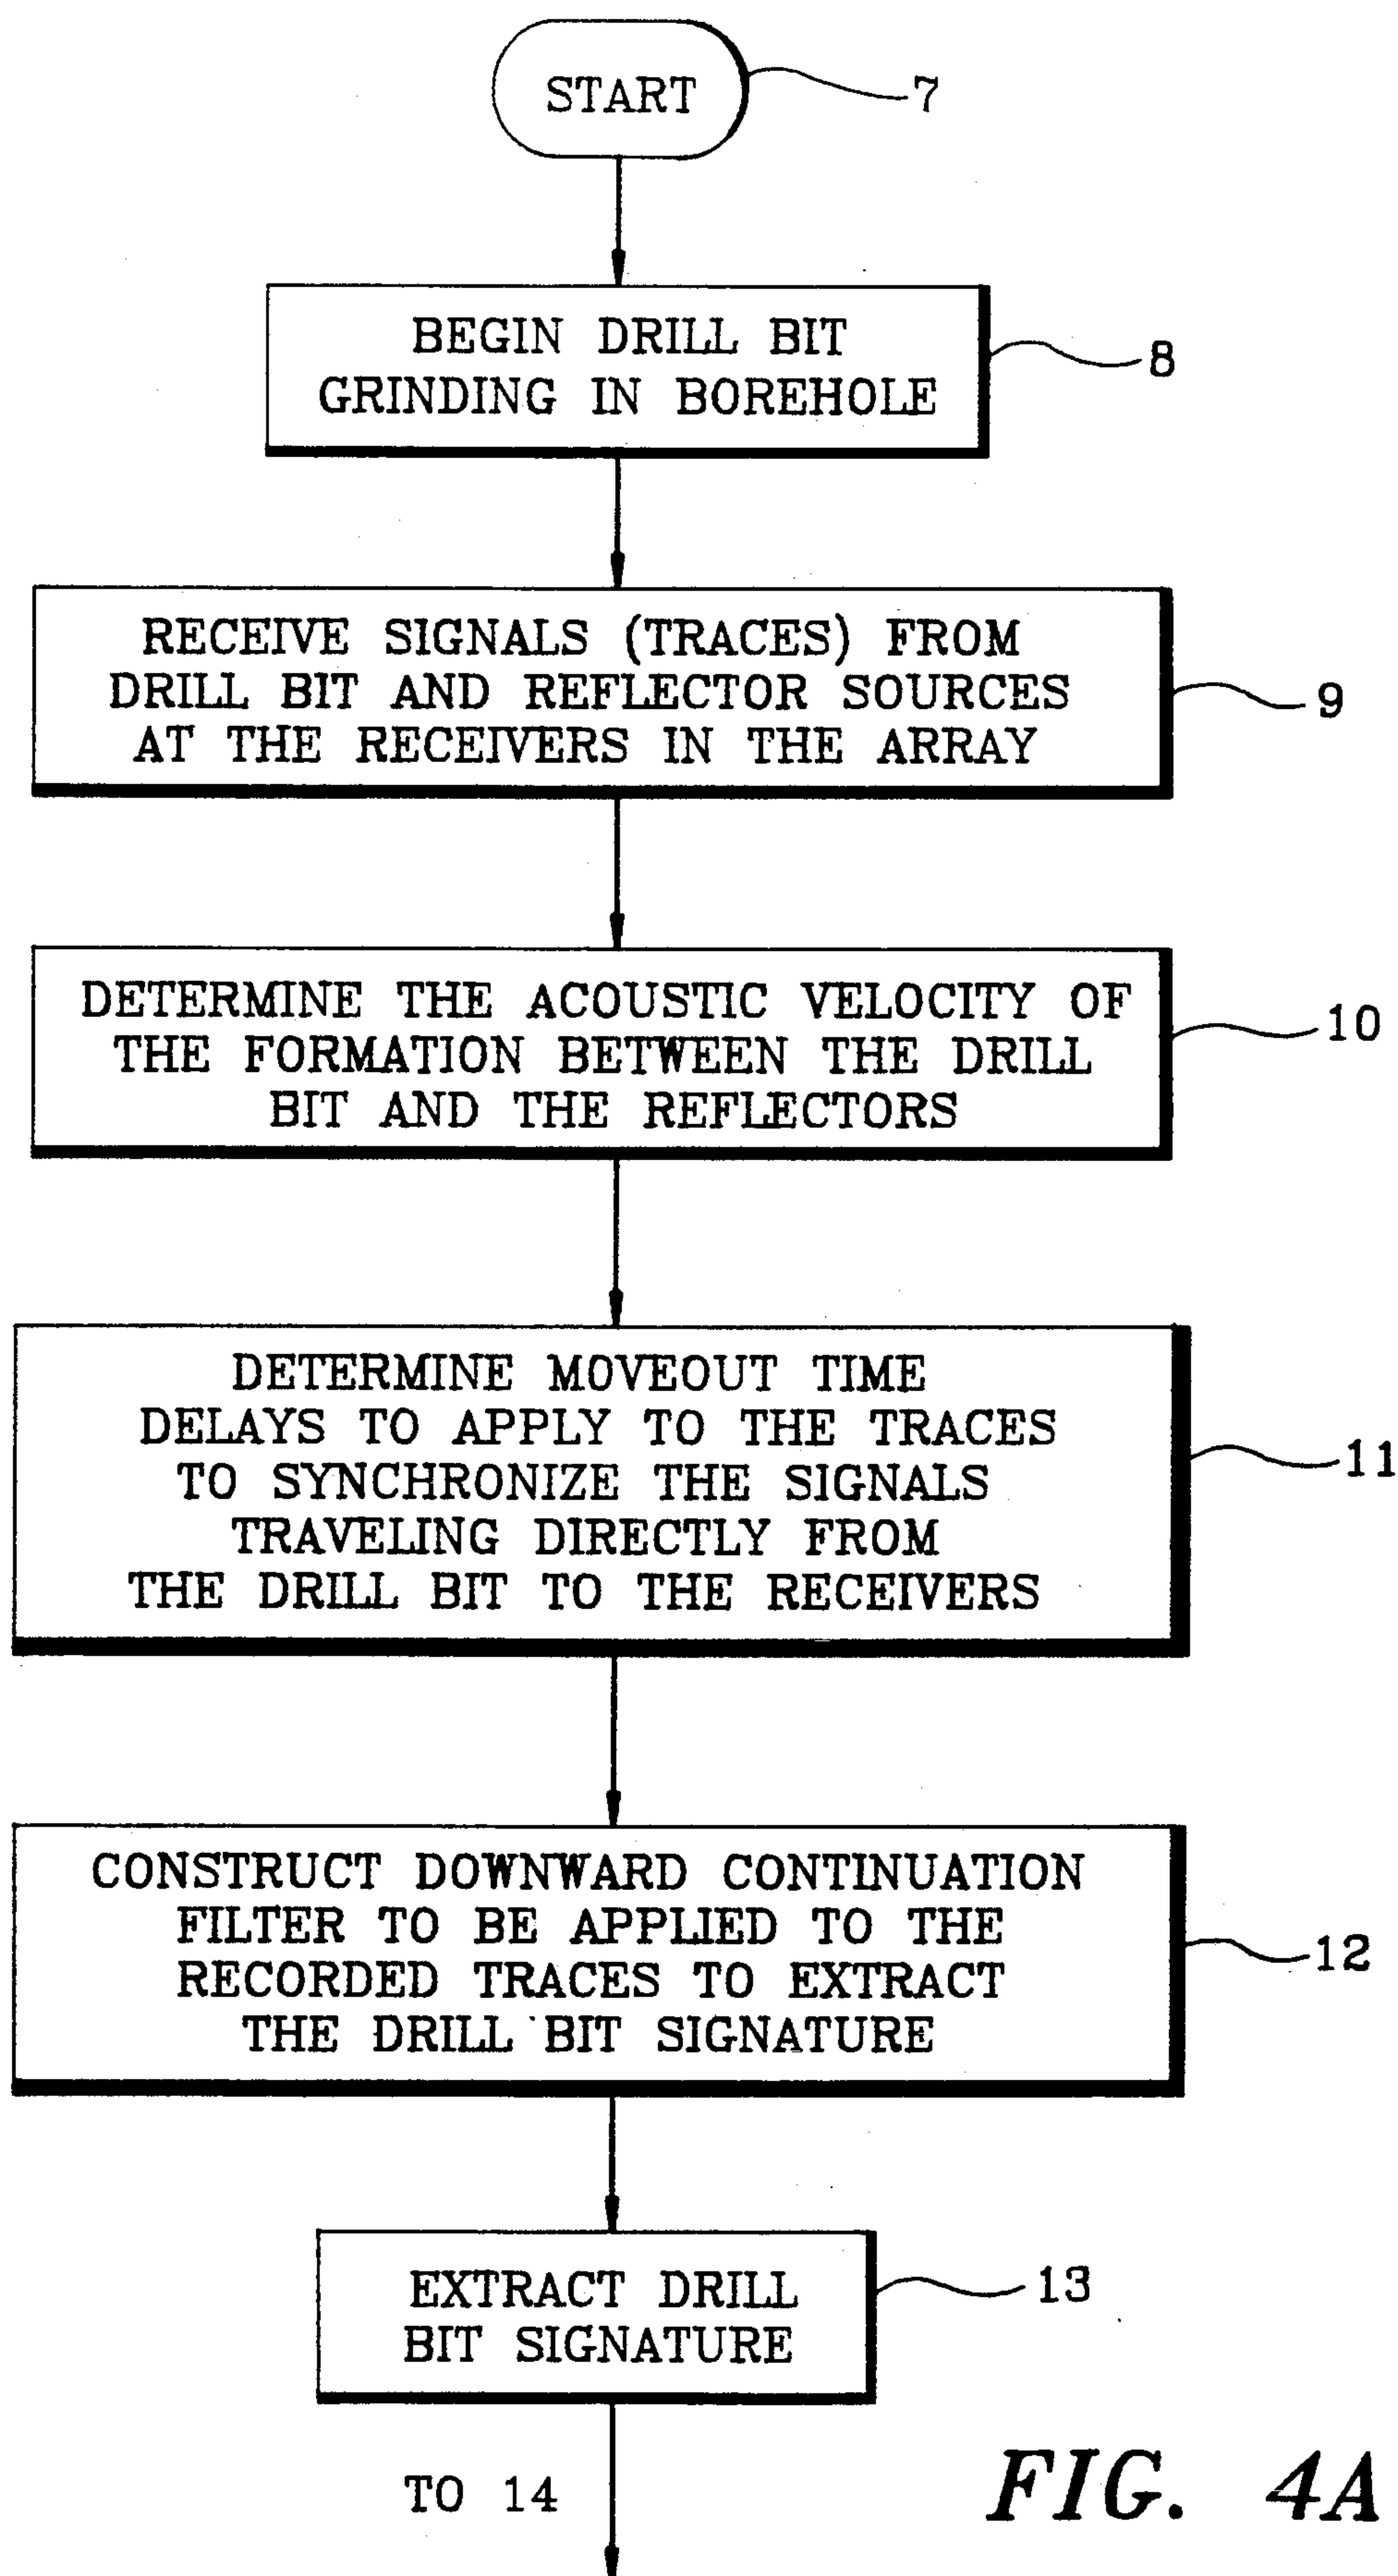 START
7
BEGIN DRILL BIT
GRINDING IN BOREHOLE
8
RECEIVE SIGNALS (TRACES) FROM
DRILL BIT AND REFLECTOR SOURCES
AT THE RECEIVERS IN THE ARRAY
9
DETERMINE THE ACOUSTIC VELOCITY OF
THE FORMATION BETWEEN THE DRILL
BIT AND THE REFLECTORS
10
DETERMINE MOVEOUT TIME
DELAYS TO APPLY TO THE TRACES
TO SYNCHRONIZE THE SIGNALS
TRAVELING DIRECTLY FROM
THE DRILL BIT TO THE RECEIVERS
11
CONSTRUCT DOWNWARD CONTINUATION
FILTER TO BE APPLIED TO THE
RECORDED TRACES TO EXTRACT
THE DRILL BIT SIGNATURE
12
EXTRACT DRILL
BIT SIGNATURE
13
TO 14
FIG. 4A